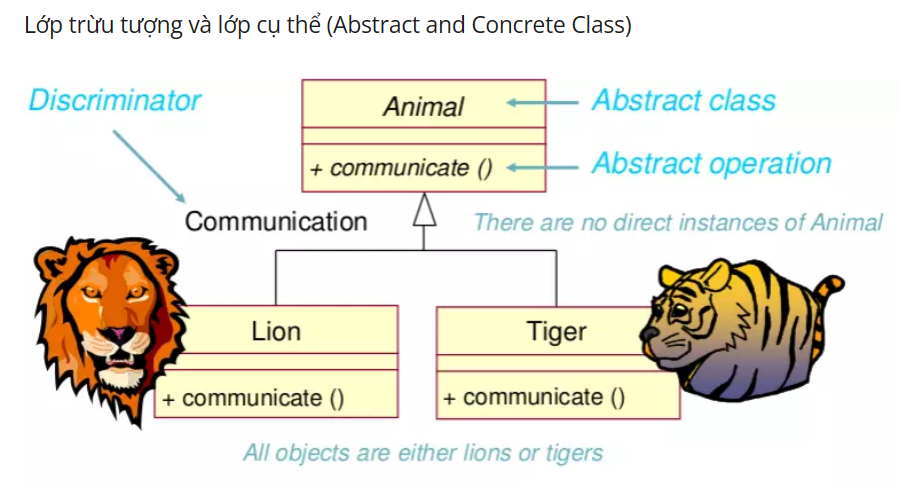 Lớp trừu tượng và lớp cụ thể (Abstract and Concrete Class)
Discriminator
Animal
Abstract class
+ communicate ()
Abstract operation
Communication
There are no direct instances of Animal
Lion
Tiger
+ communicate ()
+ communicate ()
All objects are either lions or tigers